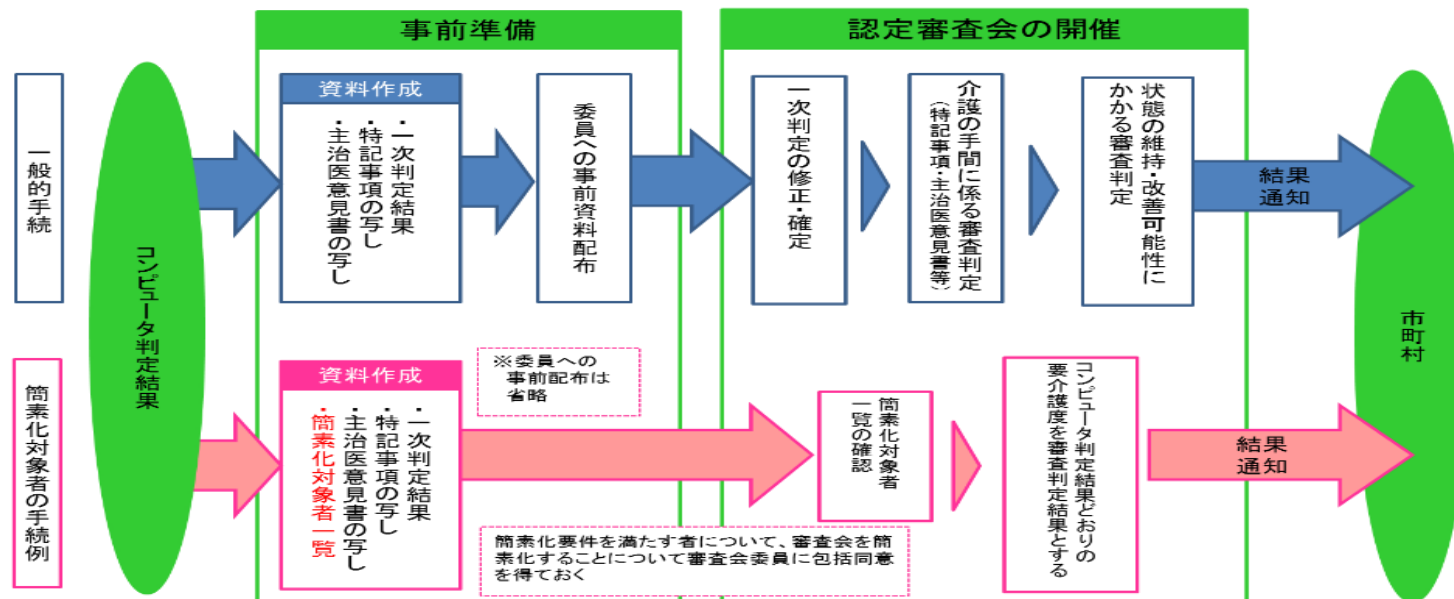 事前準備
認定審査会の開催
一般的手続
コンピュータ判定結果
資料作成
・一次判定結果
・特記事項の写し
・主治医意見書の写し
委員への事前資料配布
一次判定の修正・確定
介護の手間に係る審査判定
（特記事項・主治医意見書等）
状態の維持・改善可能性に
かかる審査判定
結果
通知
市町村
簡素化対象者の手続例
資料作成
・一次判定結果
・特記事項の写し
・主治医意見書の写し
・簡素化対象者一覧
※委員への
事前配布は
省略
簡素化対象者
一覧の確認
コンピュータ判定結果どおりの
要介護度を審査判定結果とする
結果
通知
簡素化要件を満たす者について、審査会を簡
素化することについて審査会委員に包括同意
を得ておく